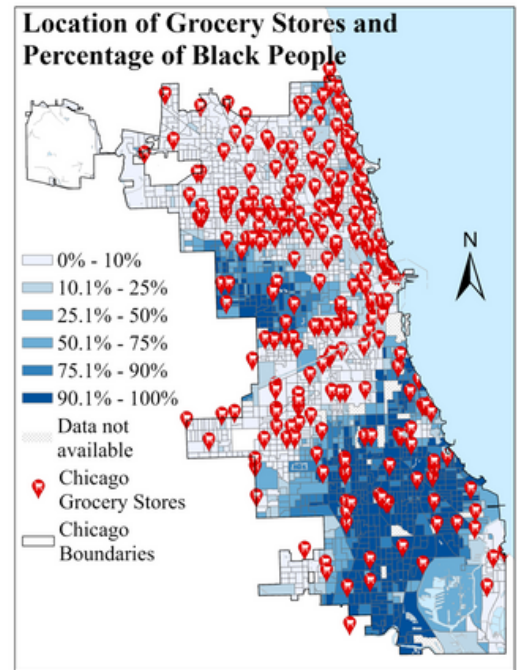 Location of Grocery Stores and
Percentage of Black People
N
0% - 10%
10.1% - 25%
25.1% - 50%
50.1% - 75%
75.1% - 90%
90.1% - 100%
Data not
available
Chicago
Grocery Stores
Chicago
Boundaries